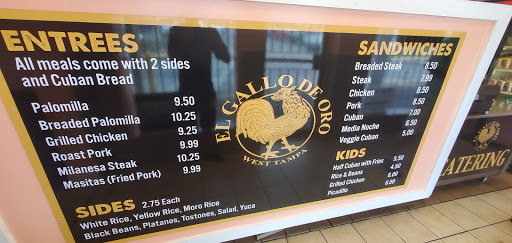 ENTREES
All meals come with 2 sides
and Cuban Bread
Palomilla 9.50
Breaded Palomilla 10.25
Grilled Chicken 9.25
Roast Pork 9.99
Milanesa Steak 10.25
Masitas (Fried Pork) 9.99
SIDES 2.75 Each
White Rice, Yellow Rice, Moro Rice
Black Beans, Platanos, Tostones, Salad, Yuca
EL GALLO DE ORO
WEST TAMPA
SANDWICHES
Breaded Steak 8.50
Steak 7.99
Chicken 8.50
Pork 8.50
Cuban 7.00
Media Noche 6.50
Veggie Cuban 5.00
KIDS
Half Cuban with Fries 5.50
Rice & Beans 4.50
Grilled Chicken 6.00
Picadillo 6.00
CATERING